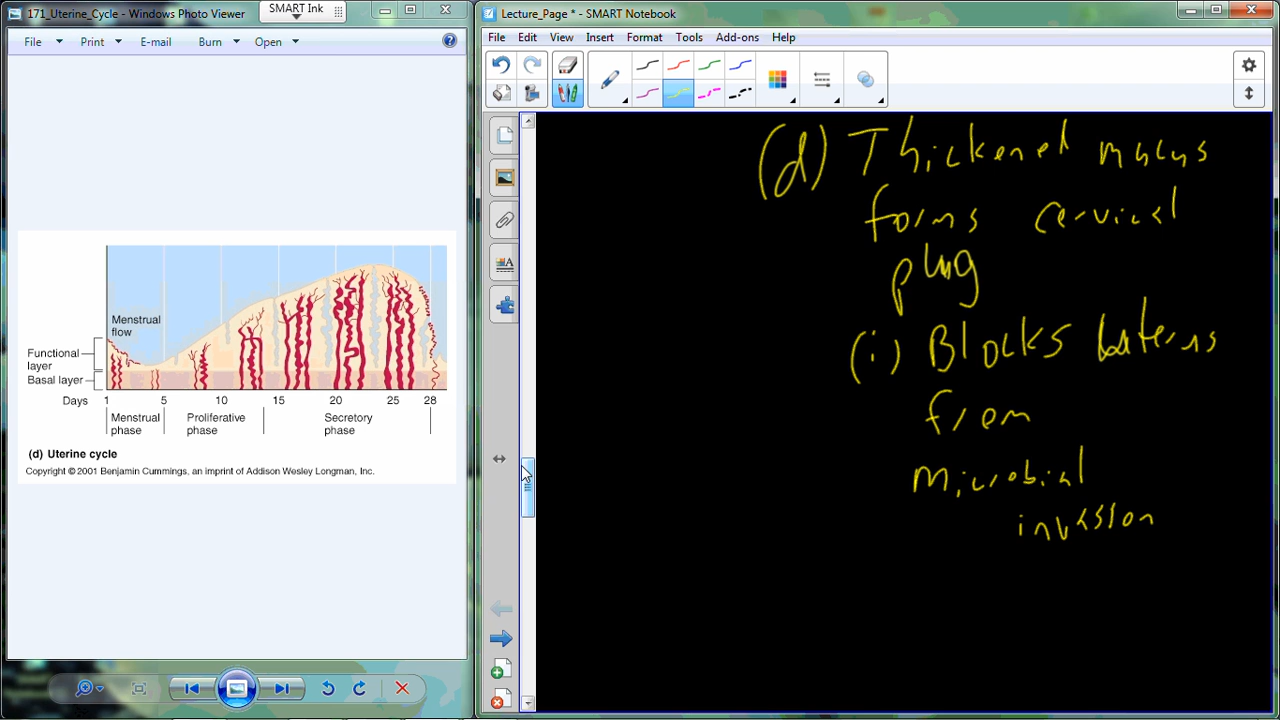 171_Uterine_Cycle - Windows Photo Viewer
SMART Ink
File Print E-mail Burn Open
Menstrual
flow
Functional
layer
Basal layer
Days 1 5 10 15 20 25 28
Menstrual
phase
Proliferative
phase
Secretory
phase
(d) Uterine cycle
Copyright © 2001 Benjamin Cummings, an imprint of Addison Wesley Longman, Inc.
Lecture_Page * - SMART Notebook
File Edit View Insert Format Tools Add-ons Help
(d) Thickened mucus
forms cervical
plug
(i) Blocks
from
microbial
invasion